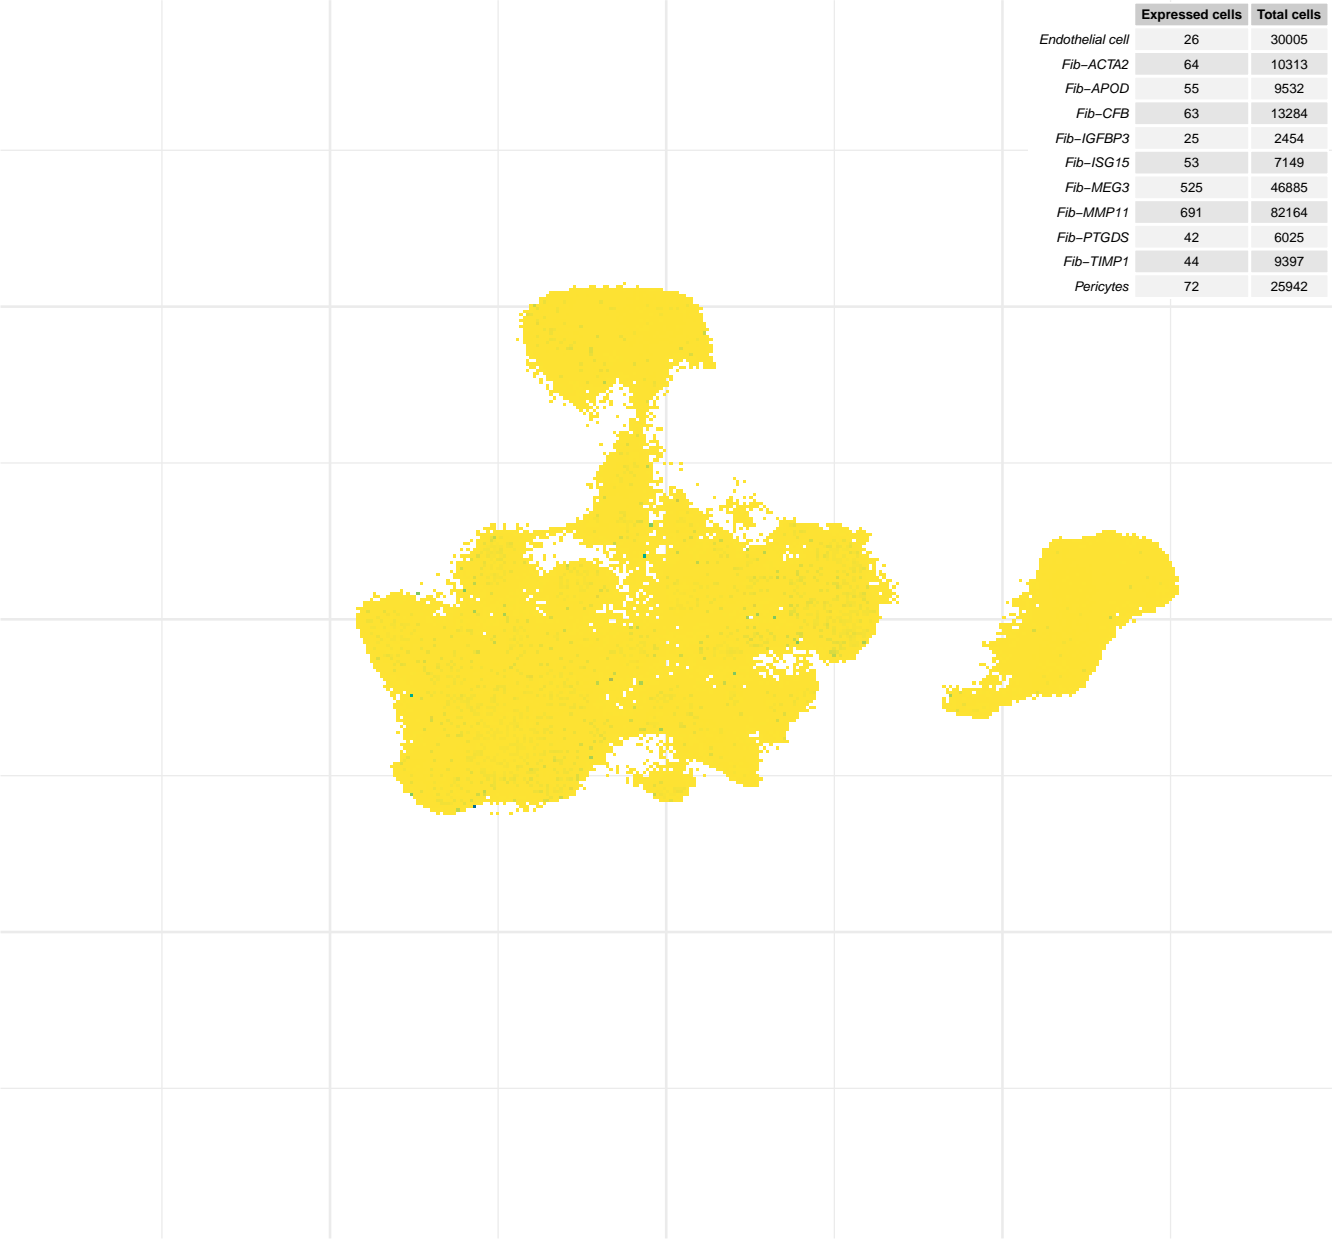 Expressed cells Total cells
Endothelial cell 26 30005
Fib−ACTA2 64 10313
Fib−APOD 55 9532
Fib−CFB 63 13284
Fib−IGFBP3 25 2454
Fib−ISG15 53 7149
Fib−MEG3 525 46885
Fib−MMP11 691 82164
Fib−PTGDS 42 6025
Fib−TIMP1 44 9397
Pericytes 72 25942